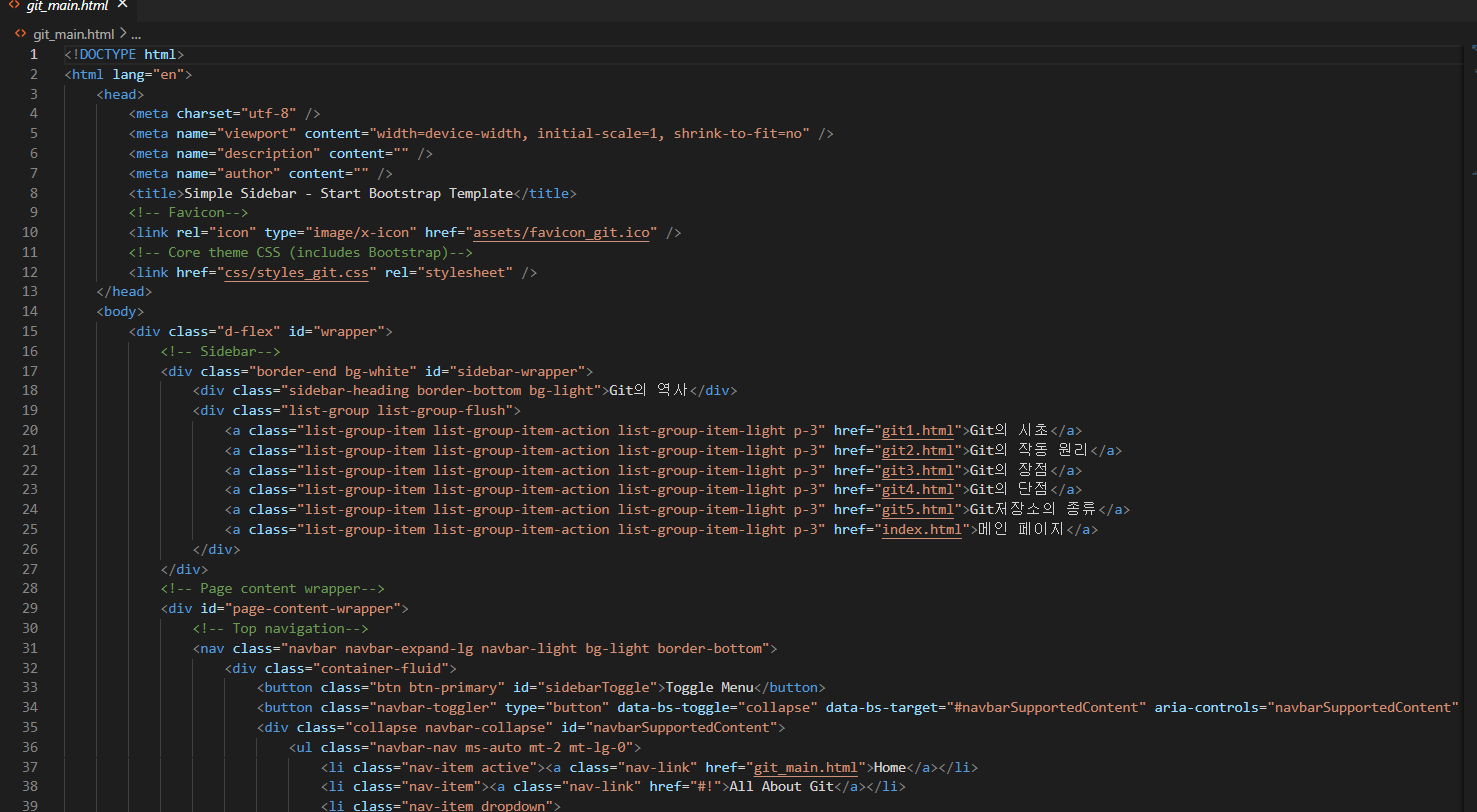 git_main.html
git_main.html > ...
1 <!DOCTYPE html>
2 <html lang="en">
3 <head>
4 <meta charset="utf-8" />
5 <meta name="viewport" content="width=device-width, initial-scale=1, shrink-to-fit=no" />
6 <meta name="description" content="" />
7 <meta name="author" content="" />
8 <title>Simple Sidebar - Start Bootstrap Template</title>
9 <!-- Favicon-->
10 <link rel="icon" type="image/x-icon" href="assets/favicon_git.ico" />
11 <!-- Core theme CSS (includes Bootstrap)-->
12 <link href="css/styles_git.css" rel="stylesheet" />
13 </head>
14 <body>
15 <div class="d-flex" id="wrapper">
16 <!-- Sidebar-->
17 <div class="border-end bg-white" id="sidebar-wrapper">
18 <div class="sidebar-heading border-bottom bg-light">Git의 역사</div>
19 <div class="list-group list-group-flush">
20 <a class="list-group-item list-group-item-action list-group-item-light p-3" href="git1.html">Git의 시초</a>
21 <a class="list-group-item list-group-item-action list-group-item-light p-3" href="git2.html">Git의 작동 원리</a>
22 <a class="list-group-item list-group-item-action list-group-item-light p-3" href="git3.html">Git의 장점</a>
23 <a class="list-group-item list-group-item-action list-group-item-light p-3" href="git4.html">Git의 단점</a>
24 <a class="list-group-item list-group-item-action list-group-item-light p-3" href="git5.html">Git저장소의 종류</a>
25 <a class="list-group-item list-group-item-action list-group-item-light p-3" href="index.html">메인 페이지</a>
26 </div>
27 </div>
28 <!-- Page content wrapper-->
29 <div id="page-content-wrapper">
30 <!-- Top navigation-->
31 <nav class="navbar navbar-expand-lg navbar-light bg-light border-bottom">
32 <div class="container-fluid">
33 <button class="btn btn-primary" id="sidebarToggle">Toggle Menu</button>
34 <button class="navbar-toggler" type="button" data-bs-toggle="collapse" data-bs-target="#navbarSupportedContent" aria-controls="navbarSupportedContent"
35 <div class="collapse navbar-collapse" id="navbarSupportedContent">
36 <ul class="navbar-nav ms-auto mt-2 mt-lg-0">
37 <li class="nav-item active"><a class="nav-link" href="git_main.html">Home</a></li>
38 <li class="nav-item"><a class="nav-link" href="#!">All About Git</a></li>
39 <li class="nav-item dropdown">